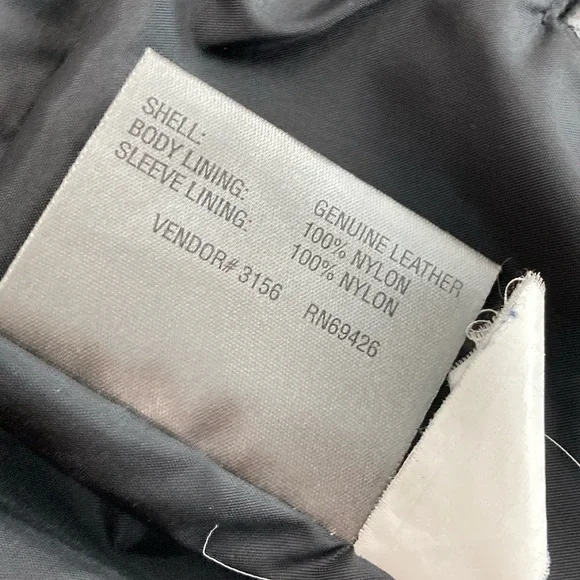 SHELL: GENUINE LEATHER
BODY LINING: 100% NYLON
SLEEVE LINING: 100% NYLON
VENDOR# 3156 RN69426